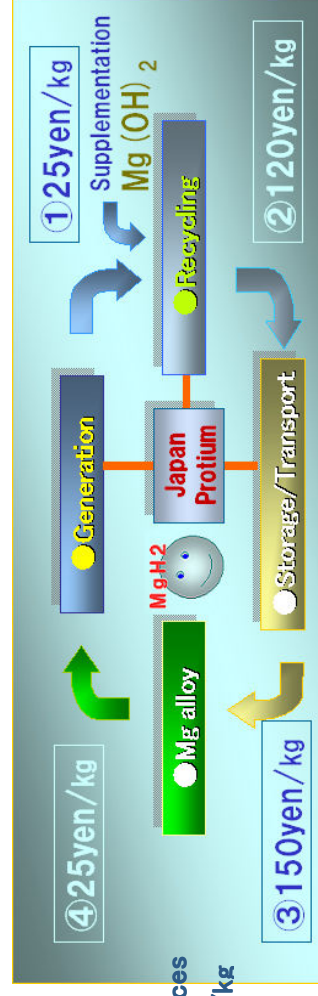 ①25yen/kg
Supplementation
Mg(OH)2
●Generation
●Recycling
④25yen/kg
MgH2
Japan
Protium
●Mg alloy
●Storage/Transport
②120yen/kg
③150yen/kg
ces
/kg